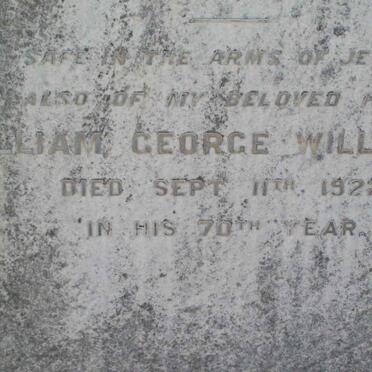 SAFE IN THE ARMS OF JE
ALSO OF MY BELOVED H
LLIAM GEORGE WILL
DIED SEPT 11TH 192
IN HIS 70TH YEAR.